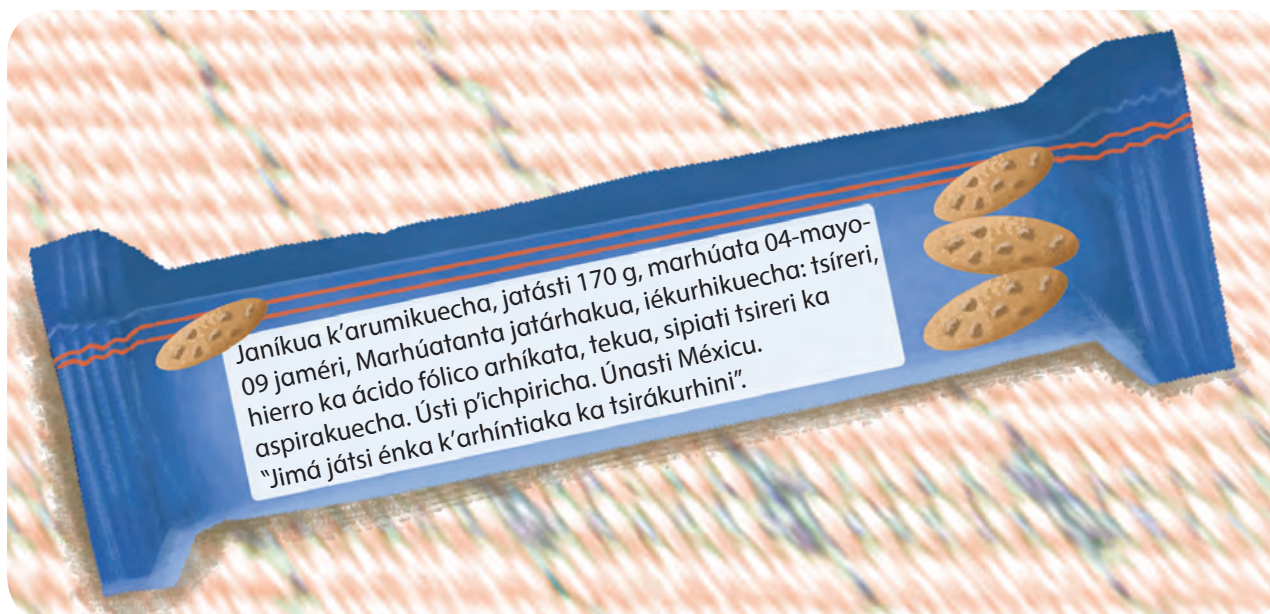 Janíkua k’arumikuecha, jatásti 170 g, marhúata 04-mayo-
09 jaméri, Marhúatanta jatárhakua, iékurhikuecha: tsíreri,
hierro ka ácido fólico arhíkata, tekua, sipiati tsireri ka
aspirakuecha. Ústi p’ichpiricha. Únasti Méxicu.
“Jimá játsi énka k’arhíntiaka ka tsirákurhini”.